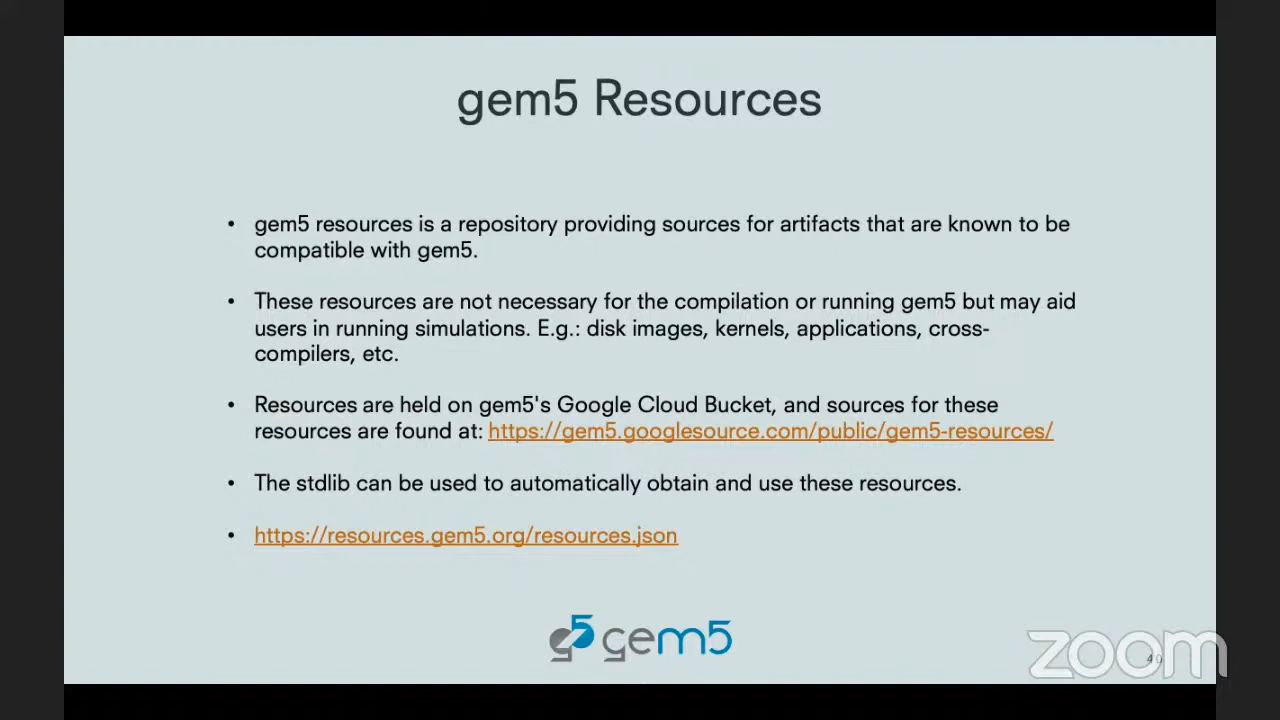 gem5 Resources
• gem5 resources is a repository providing sources for artifacts that are known to be
compatible with gem5.
• These resources are not necessary for the compilation or running gem5 but may aid
users in running simulations. E.g.: disk images, kernels, applications, cross-
compilers, etc.
• Resources are held on gem5's Google Cloud Bucket, and sources for these
resources are found at: https://gem5.googlesource.com/public/gem5-resources/
• The stdlib can be used to automatically obtain and use these resources.
• https://resources.gem5.org/resources.json
g5 gem5
zoom
40